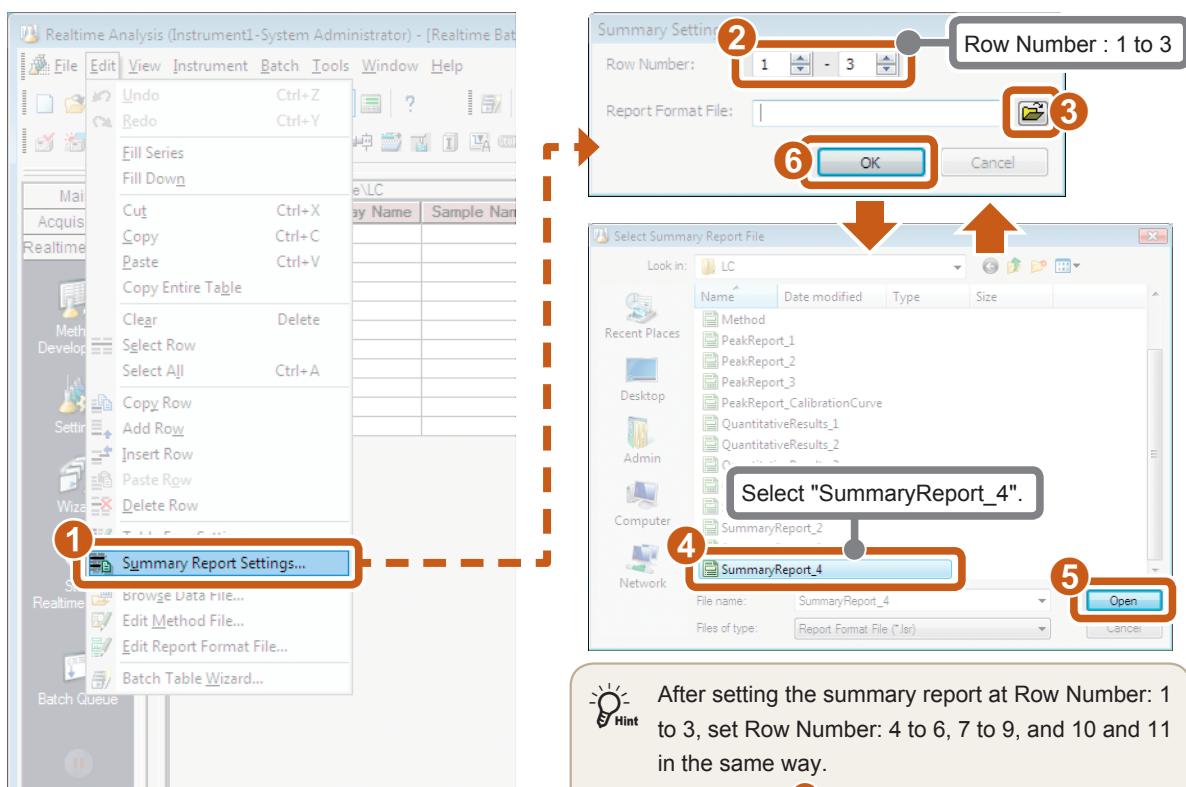 Realtime Analysis (Instrument1-System Administrator) - [Realtime Bat
File Edit View Instrument Batch Tools Window Help
Undo Ctrl+Z
Redo Ctrl+Y
Fill Series
Fill Down
Cut Ctrl+X
Copy Ctrl+C
Paste Ctrl+V
Copy Entire Table
Clear Delete
Select Row
Select All Ctrl+A
Copy Row
Add Row
Insert Row
Paste Row
Delete Row
1
Summary Report Settings...
Browse Data File...
Edit Method File...
Edit Report Format File...
Batch Table Wizard...
Mai
Acquis
Realtime
Meth
Develop
Settin
Wiza
Realtime
Batch Queue
e\LC
ay Name Sample Nam
Summary Setting
2
Row Number : 1 to 3
Row Number: 1 - 3
Report Format File:
3
6
OK Cancel
Select Summary Report File
Look in: LC
Name Date modified Type Size
Recent Places
Desktop
Admin
Computer
Network
Method
PeakReport_1
PeakReport_2
PeakReport_3
PeakReport_CalibrationCurve
QuantitativeResults_1
QuantitativeResults_2
Select "SummaryReport_4".
SummaryReport_2
4
SummaryReport_4
5
File name: SummaryReport_4 Open
Files of type: Report Format File (*.lsr) Cancel
Hint
After setting the summary report at Row Number: 1
to 3, set Row Number: 4 to 6, 7 to 9, and 10 and 11
in the same way.